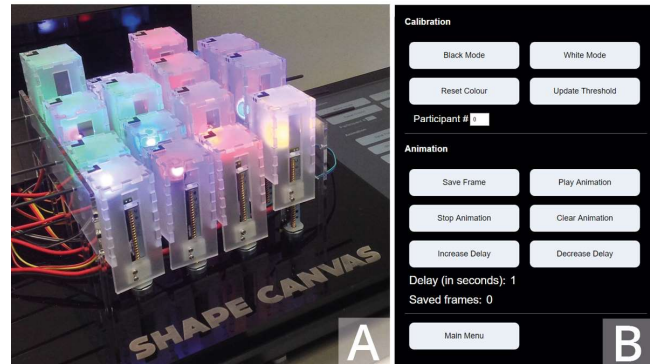 SHAPE CANVAS
A
Calibration
Black Mode White Mode
Reset Colour Update Threshold
Participant # 0
Animation
Save Frame Play Animation
Stop Animation Clear Animation
Increase Delay Decrease Delay
Delay (in seconds): 1
Saved frames: 0
Main Menu
B